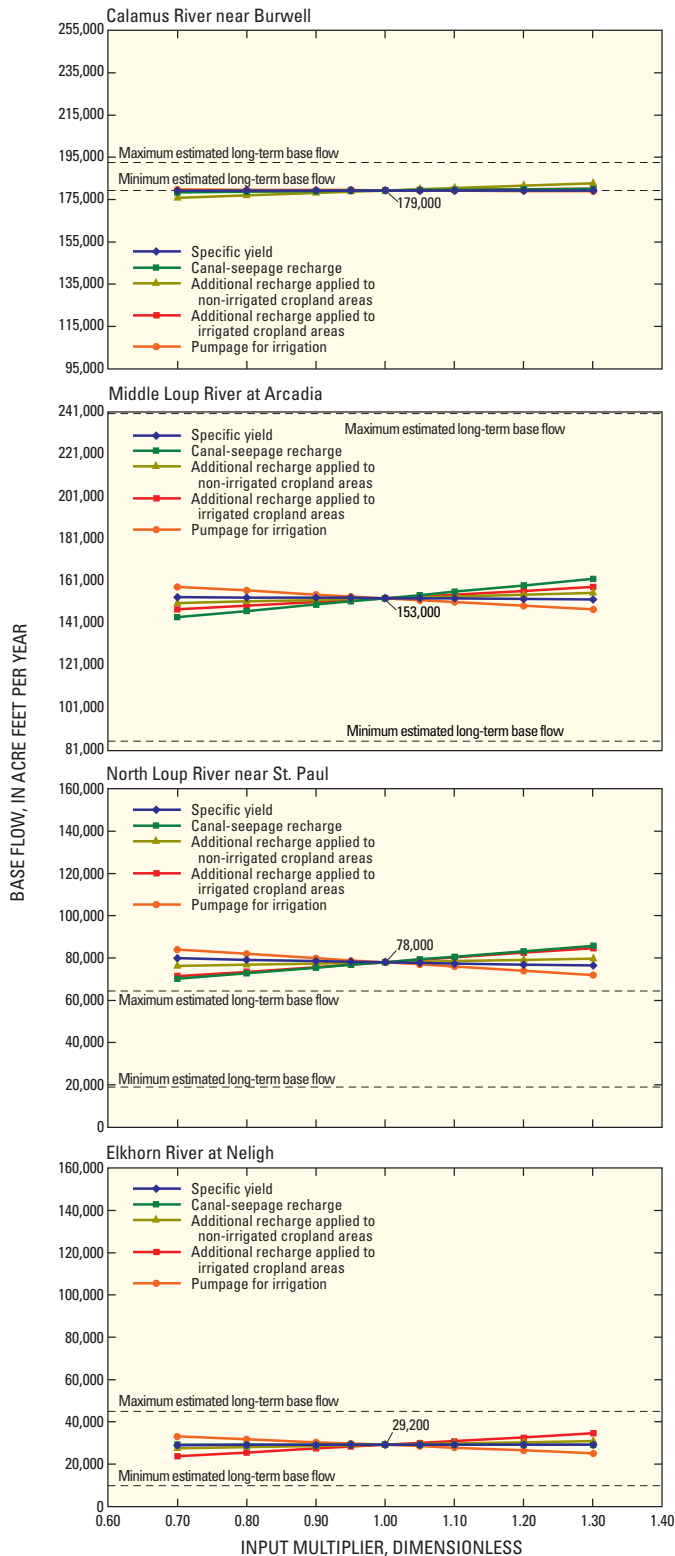 Calamus River near Burwell
255,000
235,000
215,000
195,000
175,000
155,000
135,000
115,000
95,000
Maximum estimated long-term base flow
Minimum estimated long-term base flow
179,000
Specific yield
Canal-seepage recharge
Additional recharge applied to
non-irrigated cropland areas
Additional recharge applied to
irrigated cropland areas
Pumpage for irrigation
Middle Loup River at Arcadia
241,000
221,000
201,000
181,000
161,000
141,000
121,000
101,000
81,000
Maximum estimated long-term base flow
Specific yield
Canal-seepage recharge
Additional recharge applied to
non-irrigated cropland areas
Additional recharge applied to
irrigated cropland areas
Pumpage for irrigation
153,000
Minimum estimated long-term base flow
BASE FLOW, IN ACRE FEET PER YEAR
North Loup River near St. Paul
160,000
140,000
120,000
100,000
80,000
60,000
40,000
20,000
0
Specific yield
Canal-seepage recharge
Additional recharge applied to
non-irrigated cropland areas
Additional recharge applied to
irrigated cropland areas
Pumpage for irrigation
78,000
Maximum estimated long-term base flow
Minimum estimated long-term base flow
Elkhorn River at Neligh
160,000
140,000
120,000
100,000
80,000
60,000
40,000
20,000
0
Specific yield
Canal-seepage recharge
Additional recharge applied to
non-irrigated cropland areas
Additional recharge applied to
irrigated cropland areas
Pumpage for irrigation
Maximum estimated long-term base flow
29,200
Minimum estimated long-term base flow
0.60 0.70 0.80 0.90 1.00 1.10 1.20 1.30 1.40
INPUT MULTIPLIER, DIMENSIONLESS